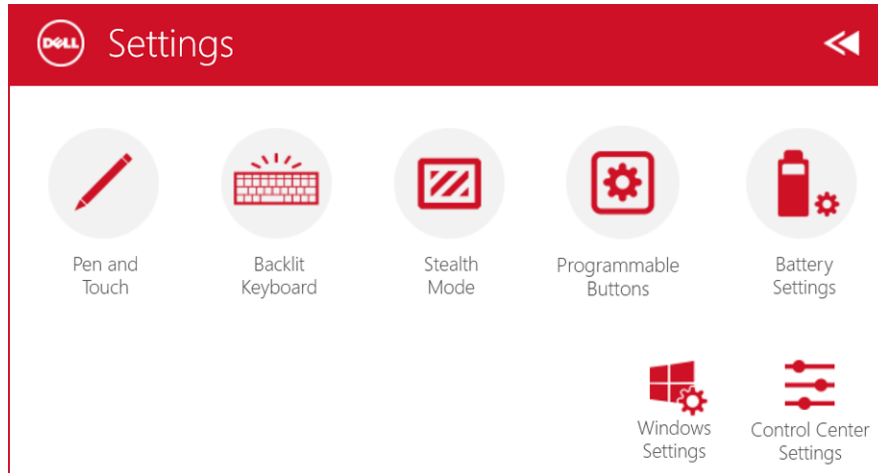 DELL Settings
Pen and
Touch
Backlit
Keyboard
Stealth
Mode
Programmable
Buttons
Battery
Settings
Windows
Settings
Control Center
Settings